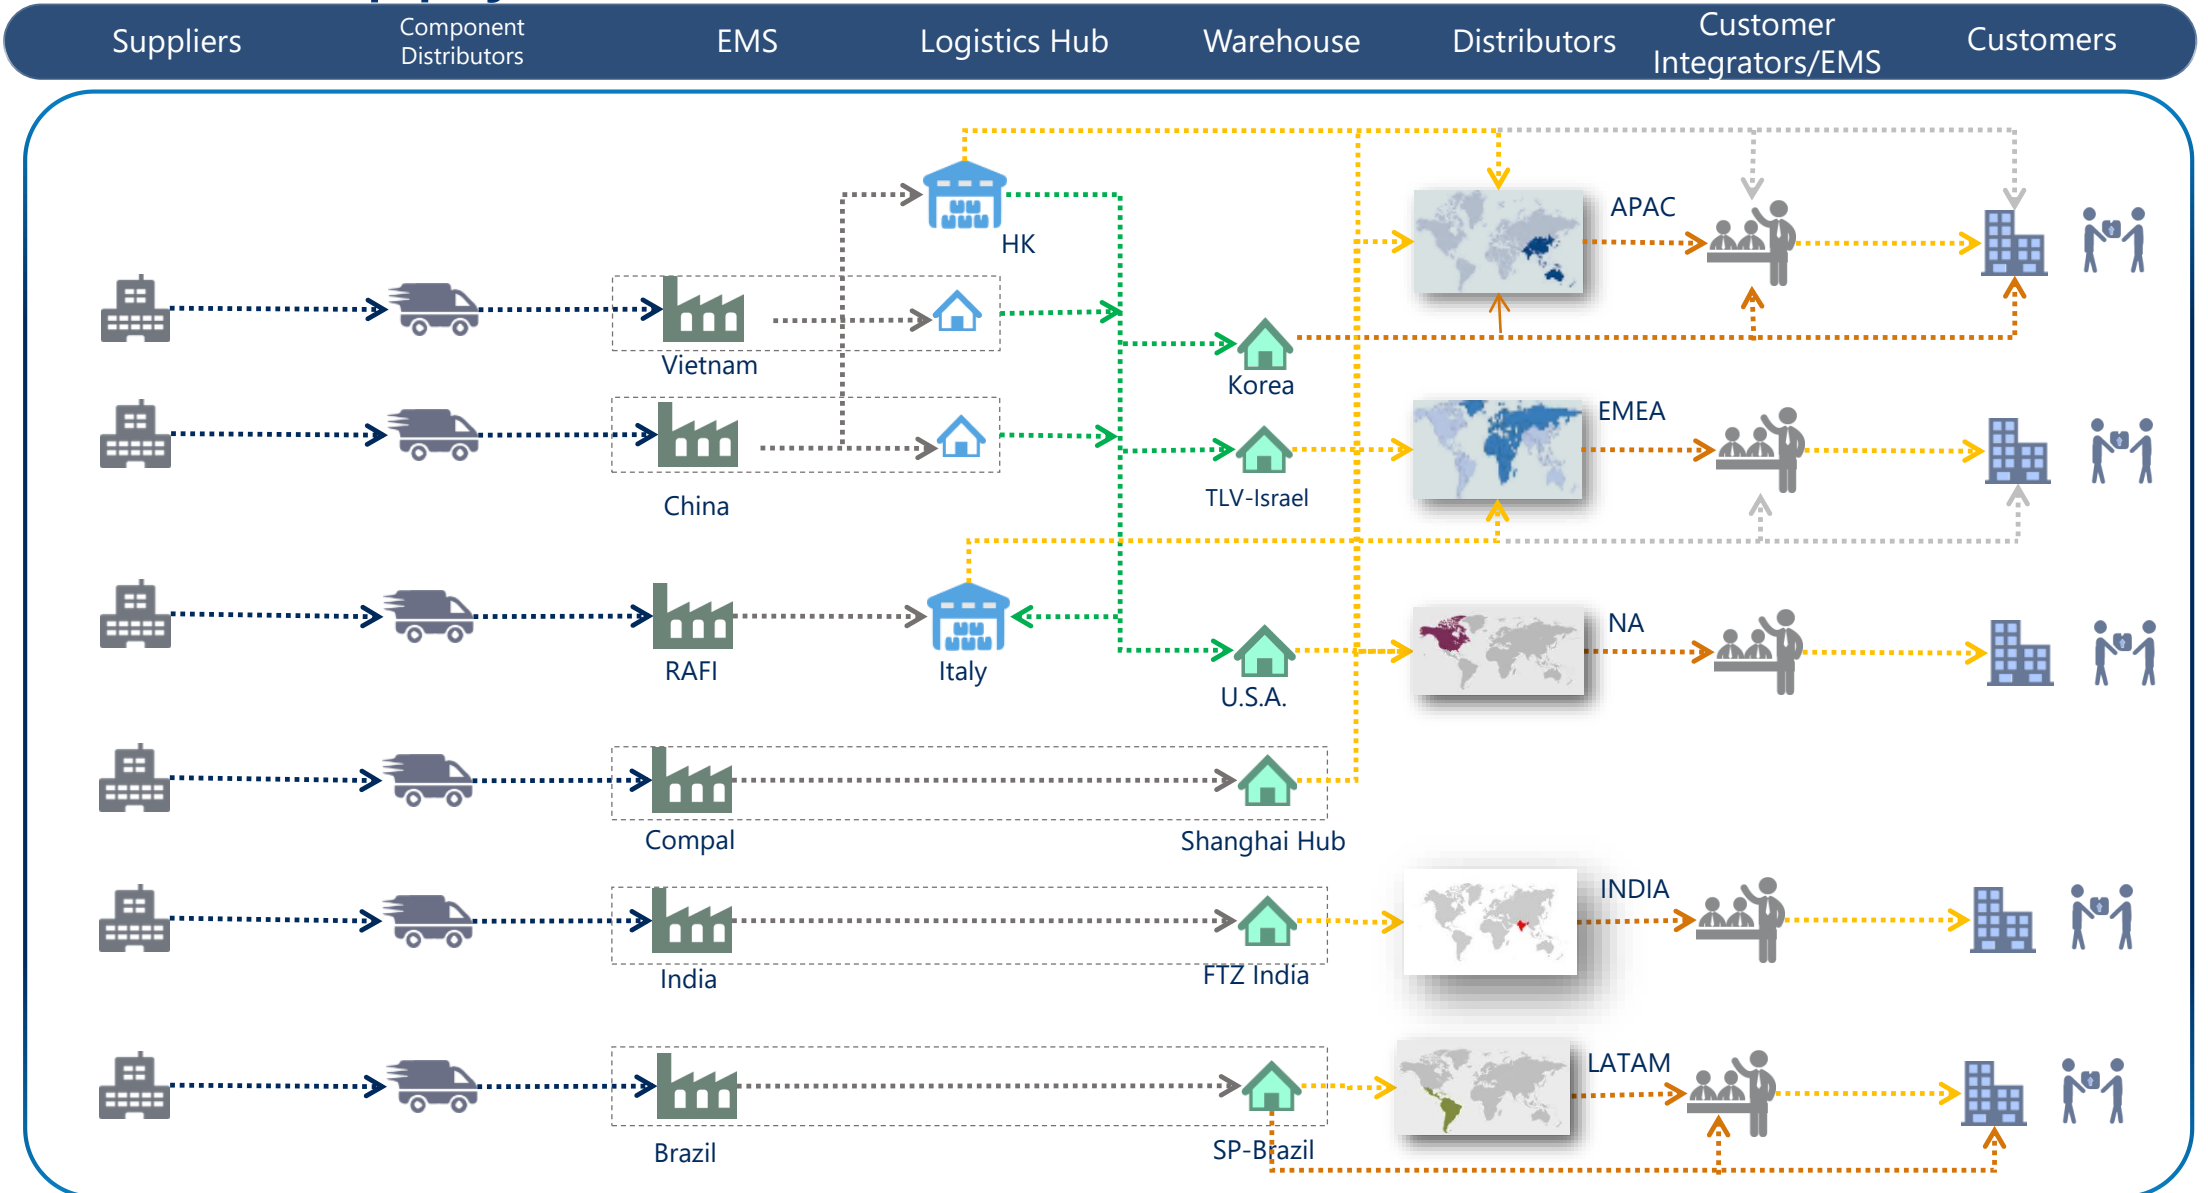 Suppliers
Component
Distributors
EMS
Logistics Hub
Warehouse
Distributors
Customer
Integrators/EMS
Customers
APAC
HK
Vietnam
Korea
EMEA
China
TLV-Israel
NA
RAFI
Italy
U.S.A.
Compal
Shanghai Hub
INDIA
India
FTZ India
LATAM
Brazil
SP-Brazil